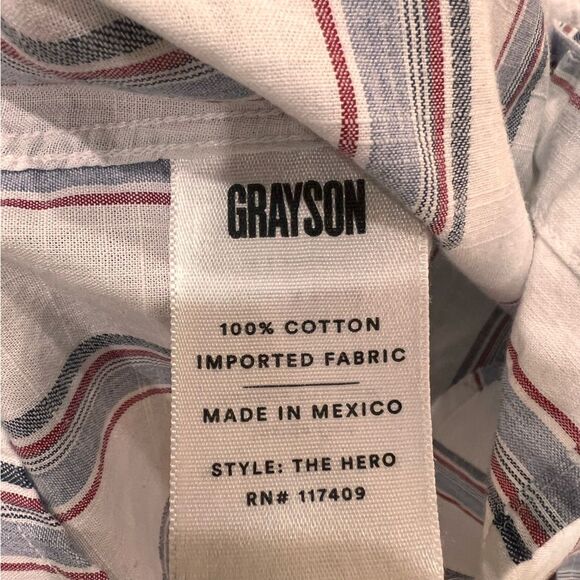 GRAYSON
100% COTTON
IMPORTED FABRIC
MADE IN MEXICO
STYLE: THE HERO
RN# 117409